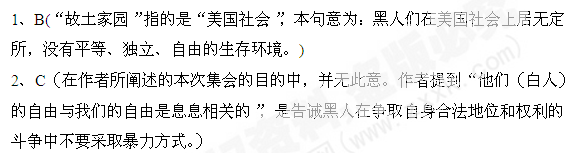 1、B(“故土家园”指的是“美国社会”，本句意为：黑人们在美国社会上居无定
所，没有平等、独立、自由的生存环境。)
2、C（在作者所阐述的本次集会的目的中，并无此意。作者提到“他们（白人）
的自由与我们的自由是息息相关的”，是告诫黑人在争取自身合法地位和权利的
斗争中不要采取暴力方式。）